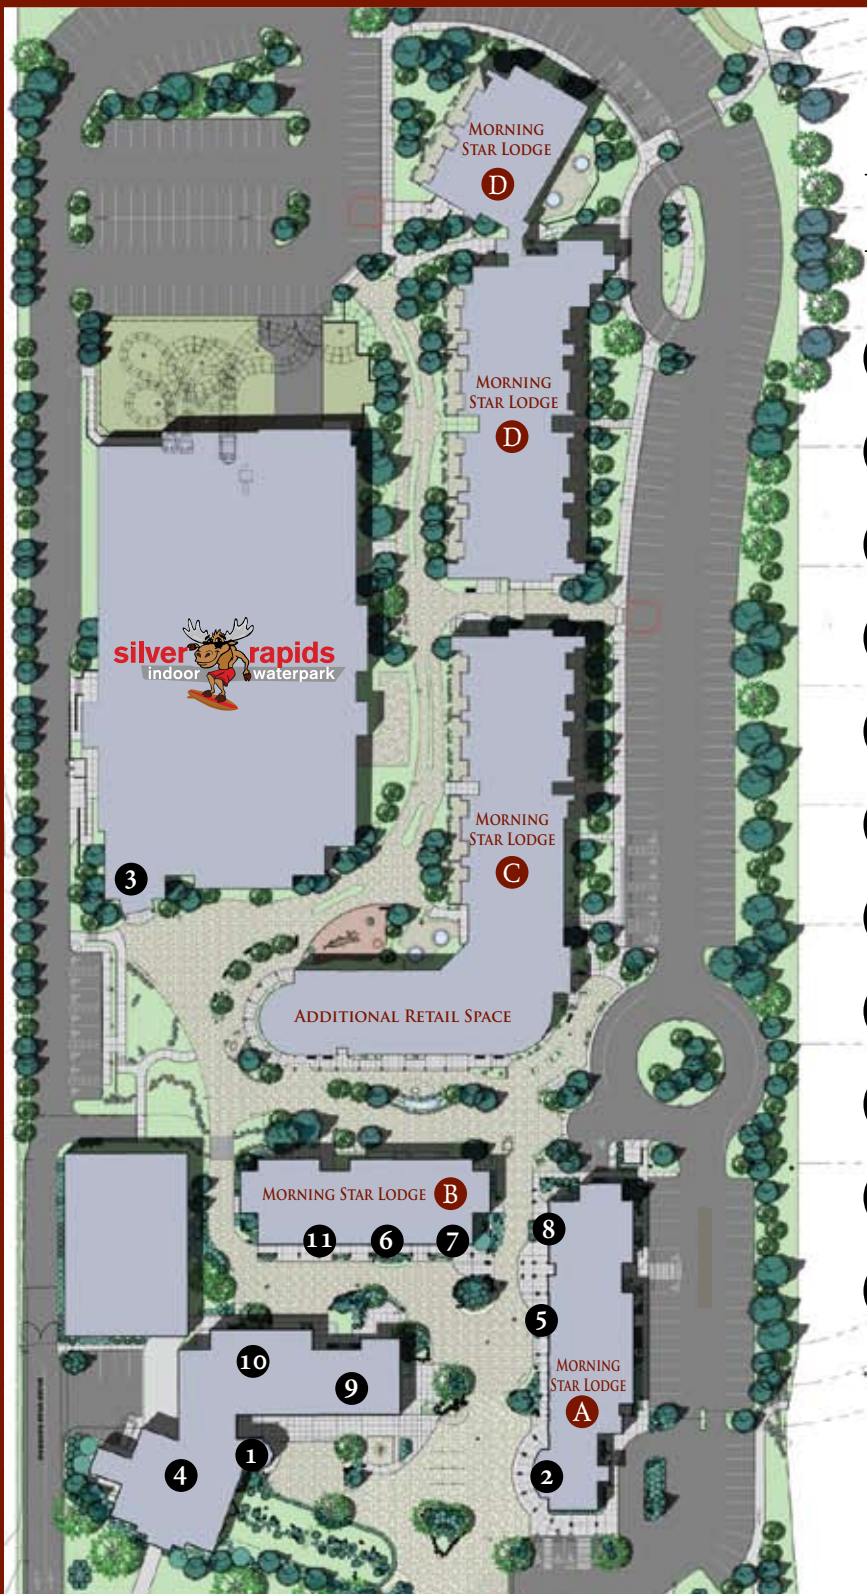 MORNING
STAR LODGE
D
MORNING
STAR LODGE
D
silver rapids
indoor waterpark
MORNING
STAR LODGE
C
3
ADDITIONAL RETAIL SPACE
MORNING STAR LODGE B
11 6 7
8
5
10
9
MORNING
STAR LODGE
A
1
4
2